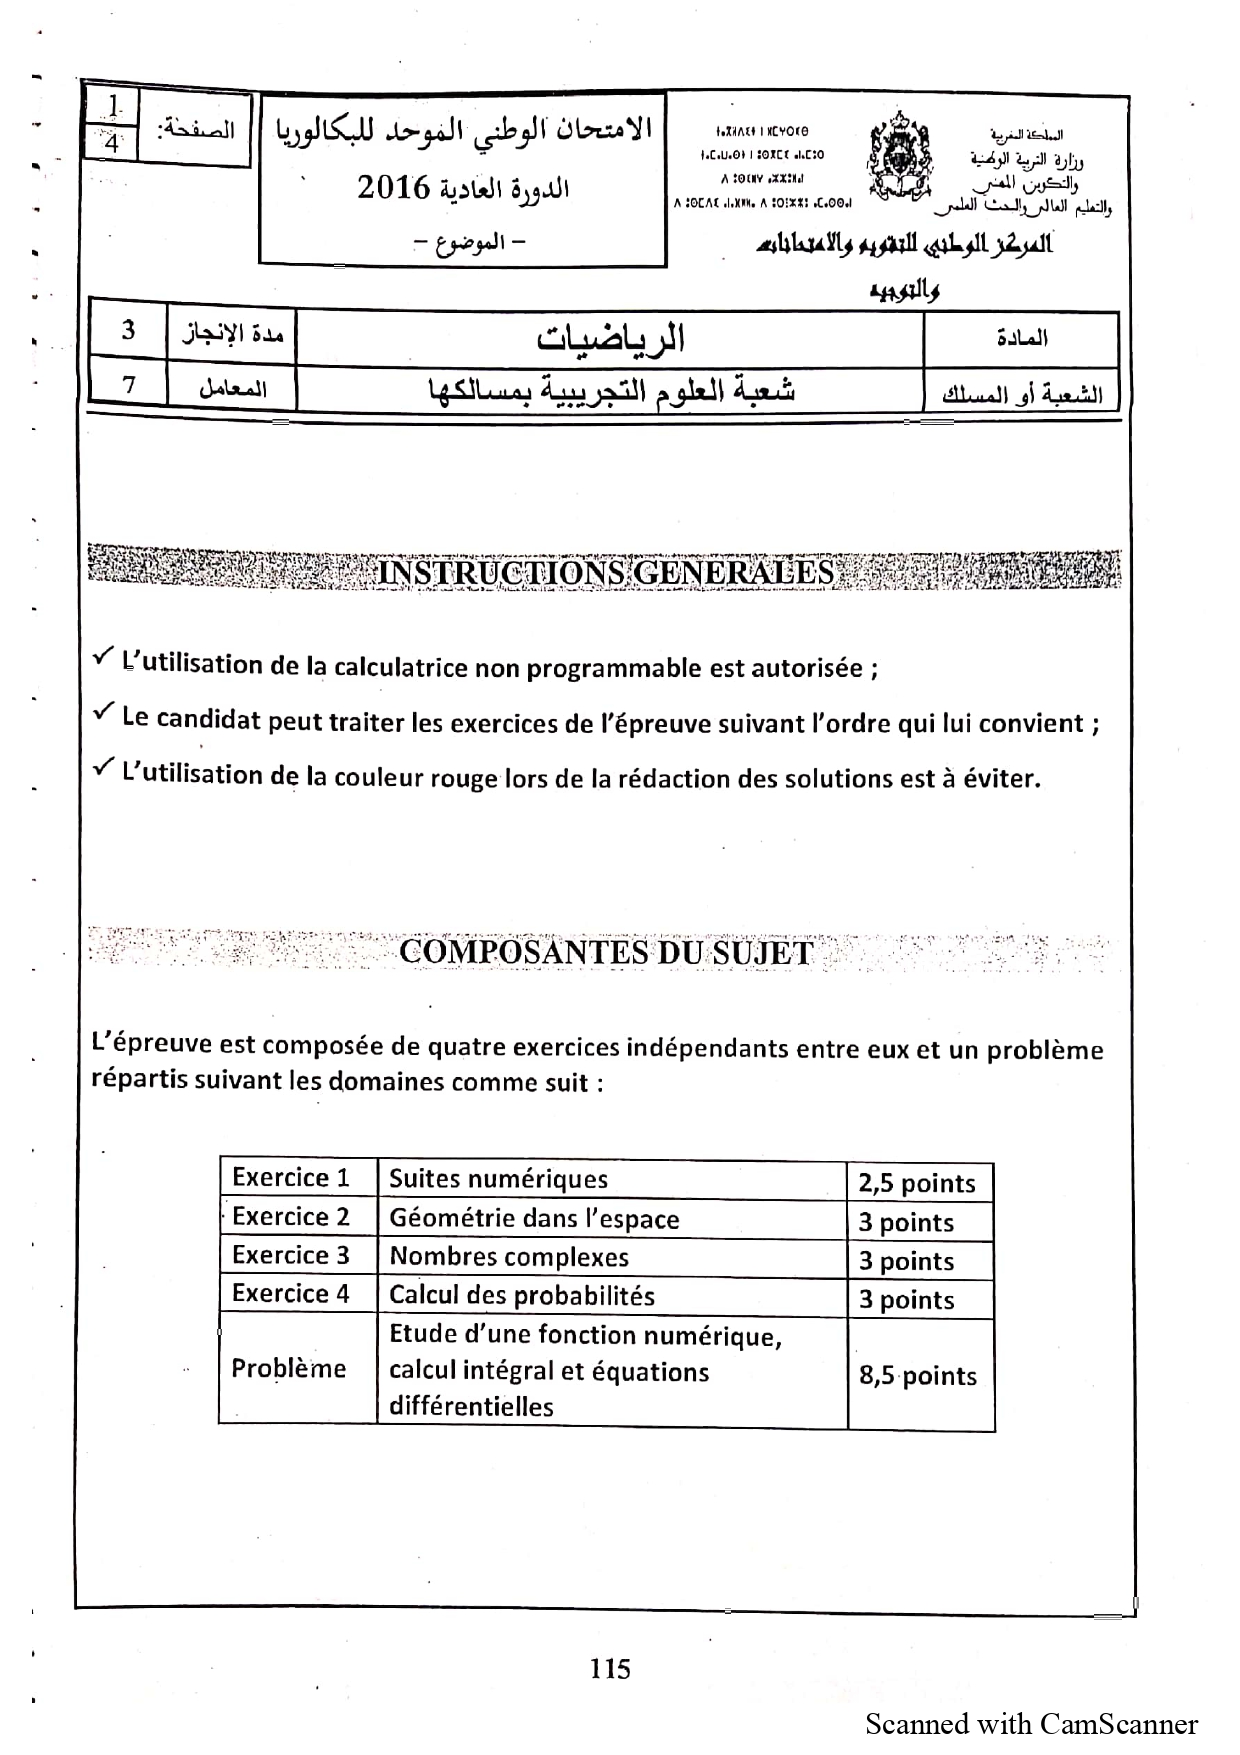 1
4
الصفحة:
الامتحان الوطني الموحد للبكالوريا
الدورة العادية 2016
- الموضوع -
المملكة المغربية
وزارة التربية الوطنية
والتكوين المهني
والتعليم العالي والبحث العلمي
المركز الوطني للتقويم والامتحانات
والتوجيه
المادة
الرياضيات
مدة الإنجاز
3
الشعبة أو المسلك
شعبة العلوم التجريبية بمسالكها
المعامل
7
INSTRUCTIONS GENERALES
✓ L'utilisation de la calculatrice non programmable est autorisée ;
✓ Le candidat peut traiter les exercices de l'épreuve suivant l'ordre qui lui convient ;
✓ L'utilisation de la couleur rouge lors de la rédaction des solutions est à éviter.
COMPOSANTES DU SUJET
L'épreuve est composée de quatre exercices indépendants entre eux et un problème
répartis suivant les domaines comme suit :
Exercice 1 Suites numériques 2,5 points
Exercice 2 Géométrie dans l'espace 3 points
Exercice 3 Nombres complexes 3 points
Exercice 4 Calcul des probabilités 3 points
Problème Etude d'une fonction numérique,
calcul intégral et équations
différentielles 8,5 points
115
Scanned with CamScanner